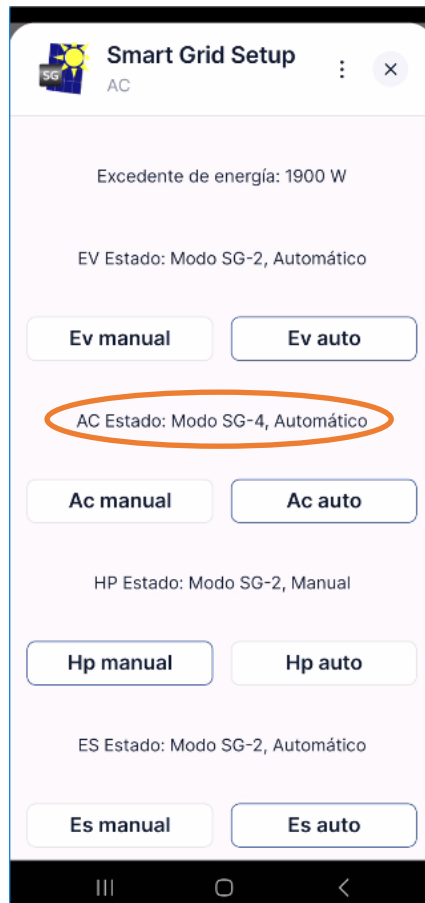 SG
Smart Grid Setup
AC
Excedente de energía: 1900 W
EV Estado: Modo SG-2, Automático
Ev manual
Ev auto
AC Estado: Modo SG-4, Automático
Ac manual
Ac auto
HP Estado: Modo SG-2, Manual
Hp manual
Hp auto
ES Estado: Modo SG-2, Automático
Es manual
Es auto